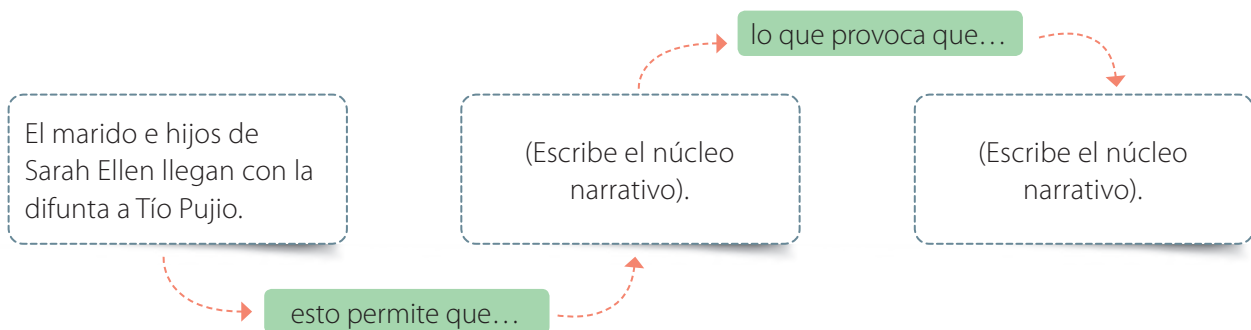 lo que provoca que…
El marido e hijos de
Sarah Ellen llegan con la
difunta a Tío Pujio.
(Escribe el núcleo
narrativo).
(Escribe el núcleo
narrativo).
esto permite que…